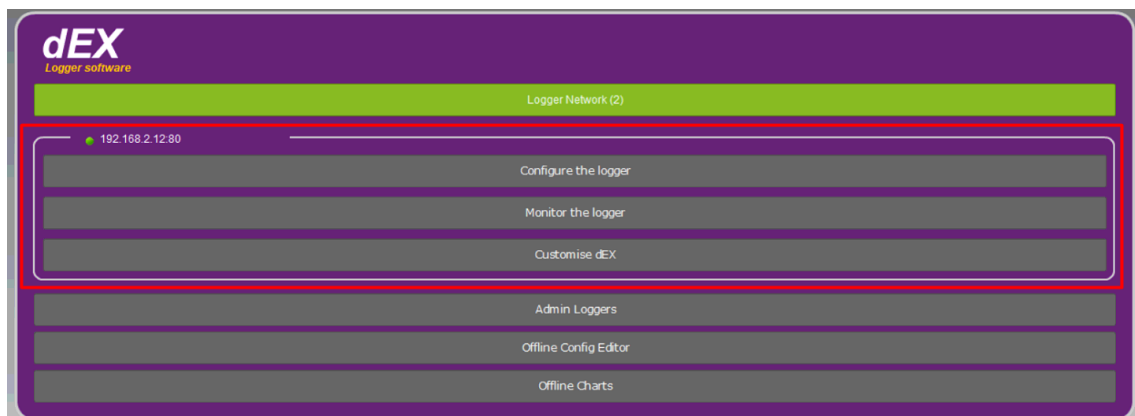 dEX
Logger software
Logger Network (2)
192.168.2.12:80
Configure the logger
Monitor the logger
Customise dEX
Admin Loggers
Offline Config Editor
Offline Charts